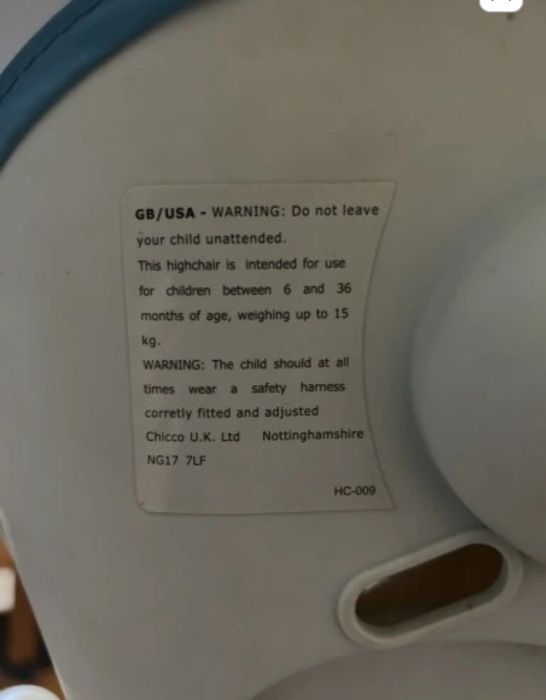 GB/USA - WARNING: Do not leave
your child unattended.
This highchair is intended for use
for children between 6 and 36
months of age, weighing up to 15
kg.
WARNING: The child should at all
times wear a safety harness
corretly fitted and adjusted
Chicco U.K. Ltd Nottinghamshire
NG17 7LF
HC-009